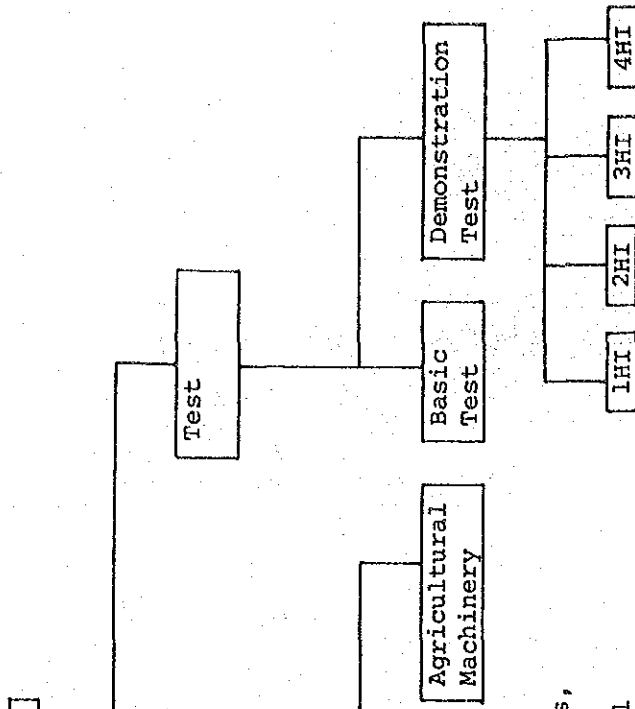 Test
Agricultural
Machinery
Basic
Test
Demonstration
Test
s,
l
1HI
2HI
3HI
4HI